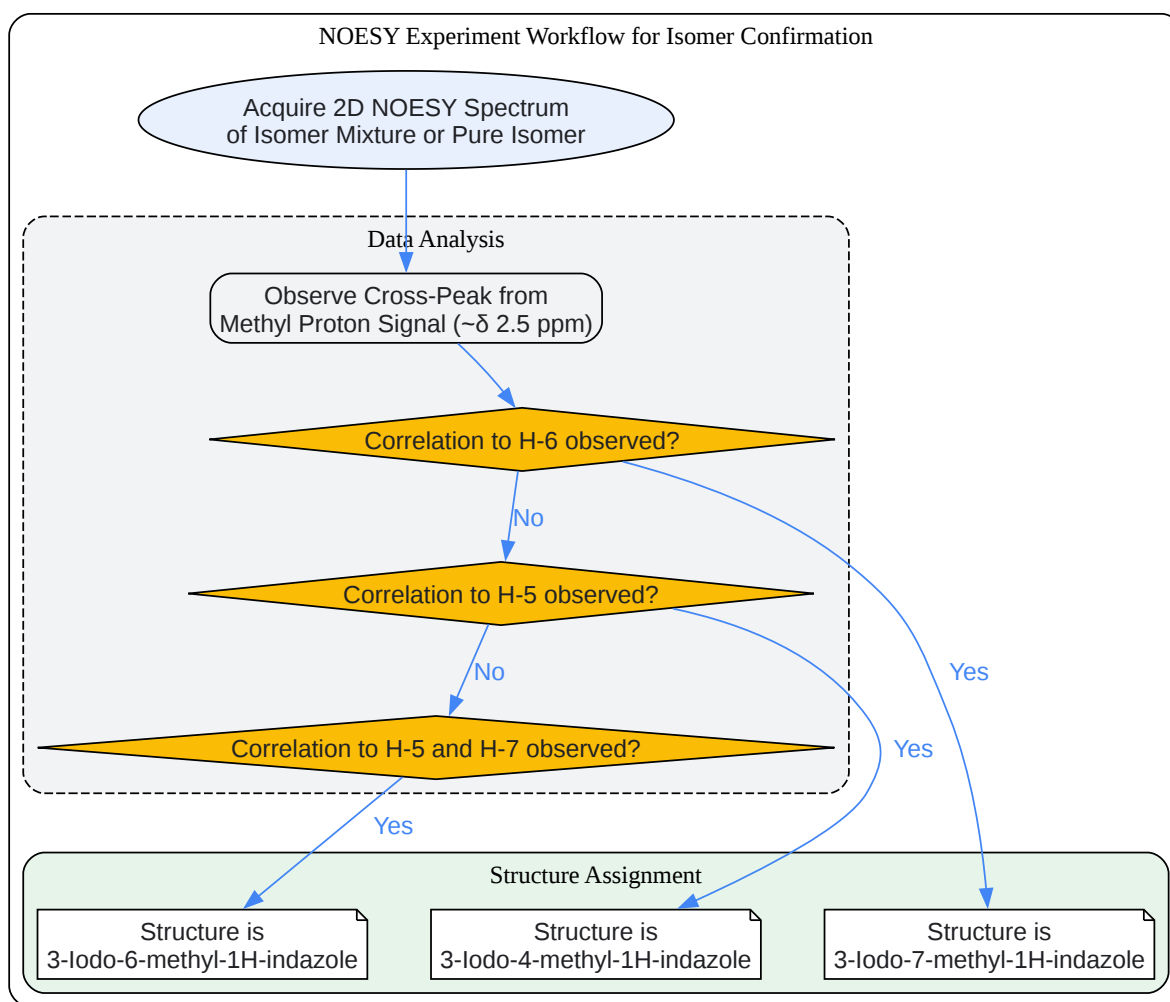 NOESY Experiment Workflow for Isomer Confirmation
Acquire 2D NOESY Spectrum
of Isomer Mixture or Pure Isomer
Data Analysis
Observe Cross-Peak from
Methyl Proton Signal (~δ 2.5 ppm)
Correlation to H-6 observed?
No
Correlation to H-5 observed?
No
Yes
Correlation to H-5 and H-7 observed?
Yes
Yes
Structure Assignment
Structure is
3-Iodo-6-methyl-1H-indazole
Structure is
3-Iodo-4-methyl-1H-indazole
Structure is
3-Iodo-7-methyl-1H-indazole